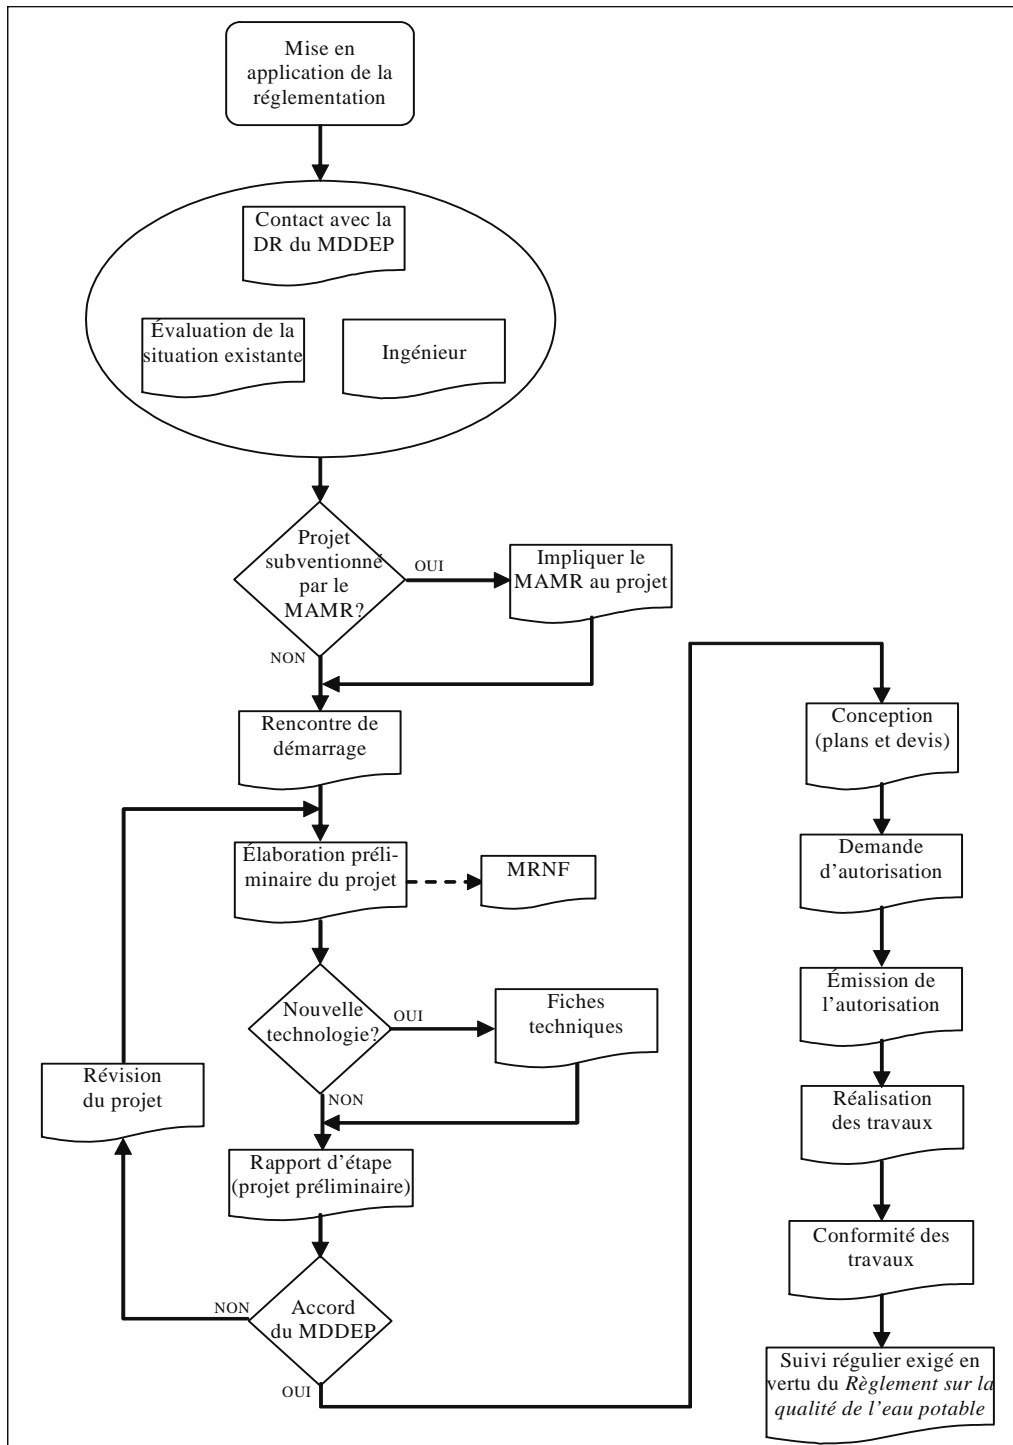 Mise en
application de la
réglementation
Contact avec la
DR du MDDEP
Évaluation de la
situation existante
Ingénieur
Projet
subventionné
par le
MAMR?
OUI
Impliquer le
MAMR au projet
NON
Rencontre de
démarrage
Élaboration préli-
minaire du projet
MRNF
Nouvelle
technologie?
OUI
Fiches
techniques
NON
Révision
du projet
Rapport d’étape
(projet préliminaire)
Accord
du MDDEP
NON
OUI
Conception
(plans et devis)
Demande
d’autorisation
Émission de
l’autorisation
Réalisation
des travaux
Conformité des
travaux
Suivi régulier exigé en
vertu du Règlement sur la
qualité de l’eau potable